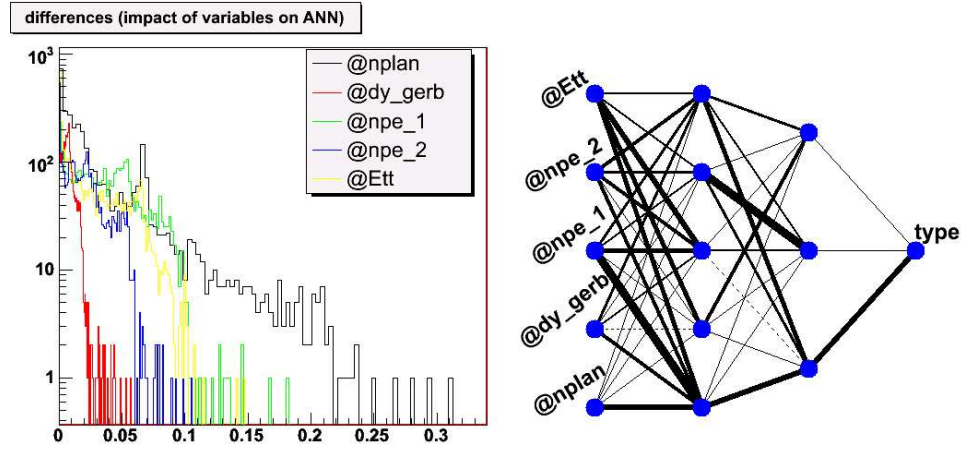 differences (impact of variables on ANN)
10³
10²
10
1
0 0.05 0.1 0.15 0.2 0.25 0.3
@nplan
@dy_gerb
@npe_1
@npe_2
@Ett
@Ett
@npe_2
@npe_1
@dy_gerb
@nplan
type